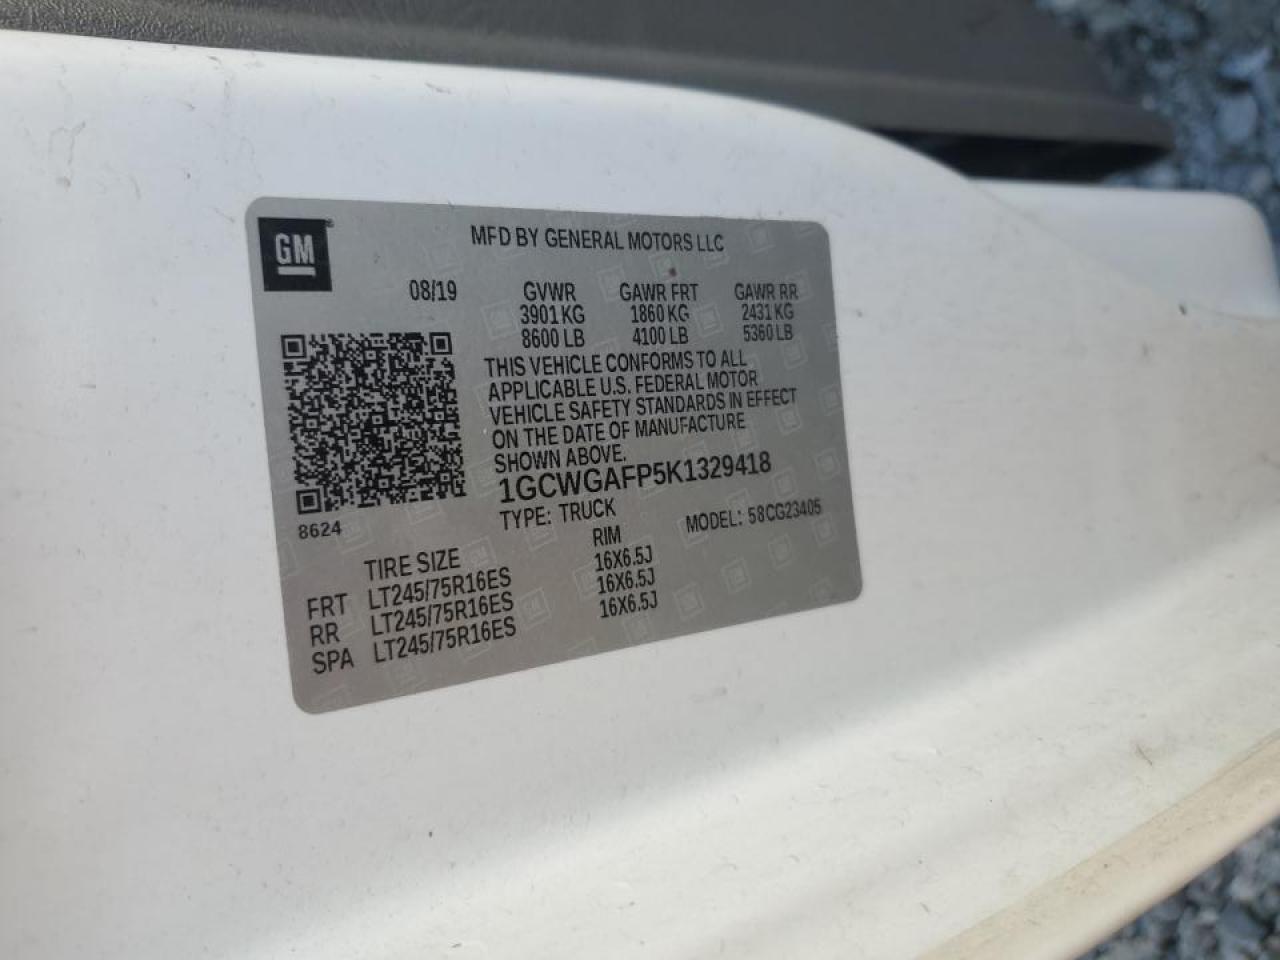 GM
MFD BY GENERAL MOTORS LLC
08/19 GVWR GAWR FRT GAWR RR
3901 KG 1860 KG 2431 KG
8600 LB 4100 LB 5360 LB
THIS VEHICLE CONFORMS TO ALL
APPLICABLE U.S. FEDERAL MOTOR
VEHICLE SAFETY STANDARDS IN EFFECT
ON THE DATE OF MANUFACTURE
SHOWN ABOVE.
1GCWGAFP5K1329418
8624
TYPE: TRUCK MODEL: 58CG23405
TIRE SIZE RIM
FRT LT245/75R16ES 16X6.5J
RR LT245/75R16ES 16X6.5J
SPA LT245/75R16ES 16X6.5J